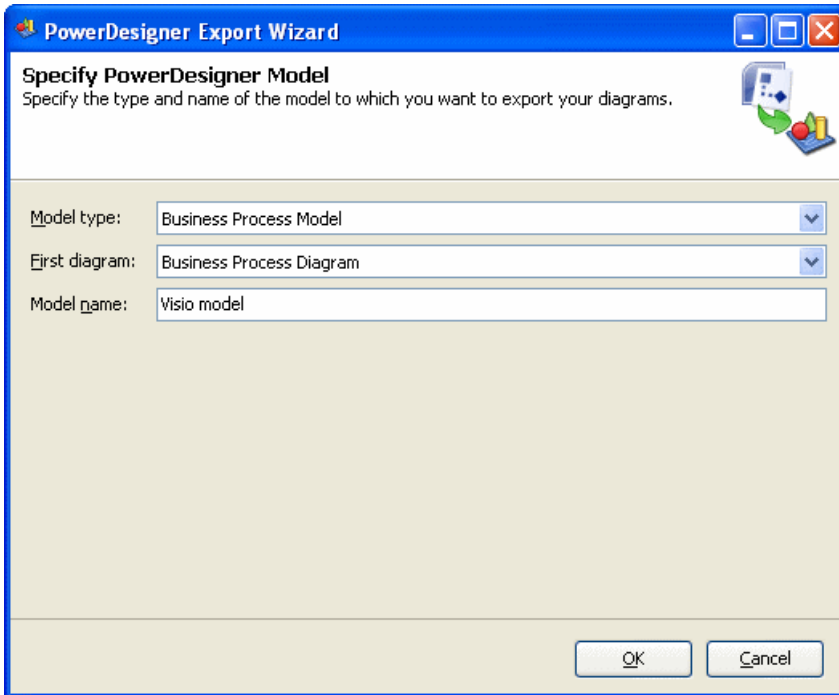 PowerDesigner Export Wizard
Specify PowerDesigner Model
Specify the type and name of the model to which you want to export your diagrams.
Model type: Business Process Model
First diagram: Business Process Diagram
Model name: Visio model
OK Cancel